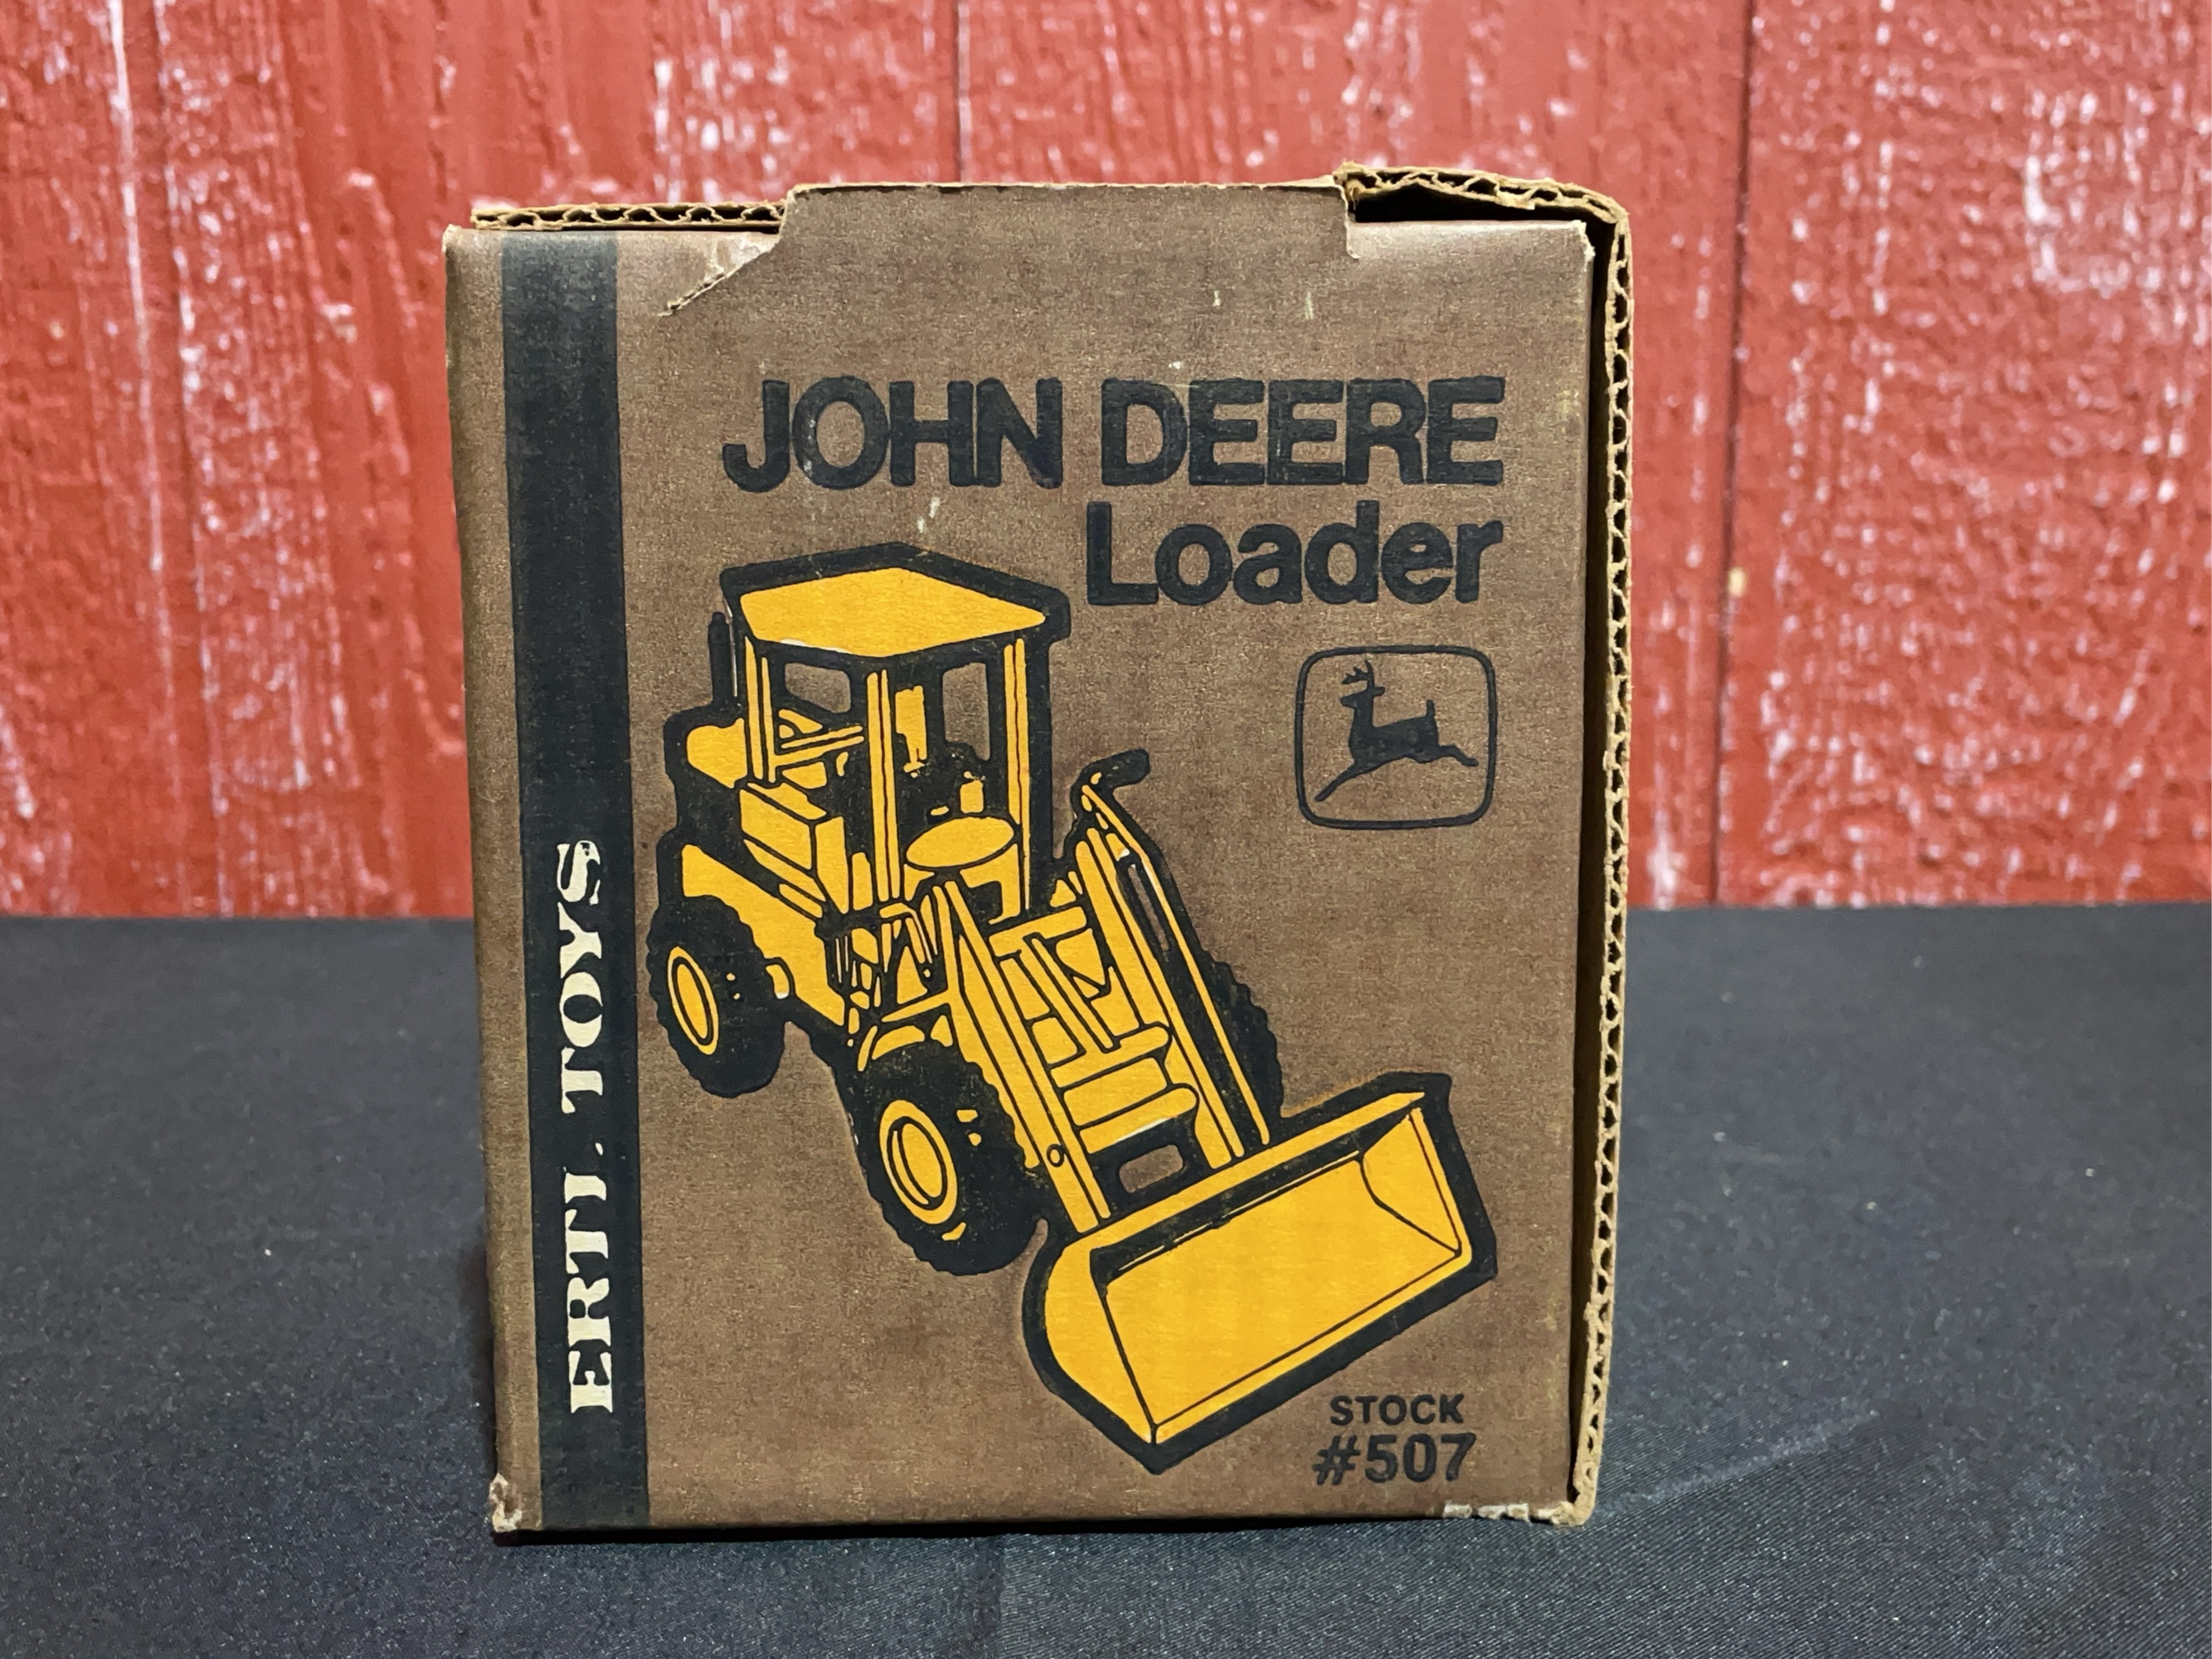 JOHN DEERE
Loader
ERTL TOYS
STOCK
#507